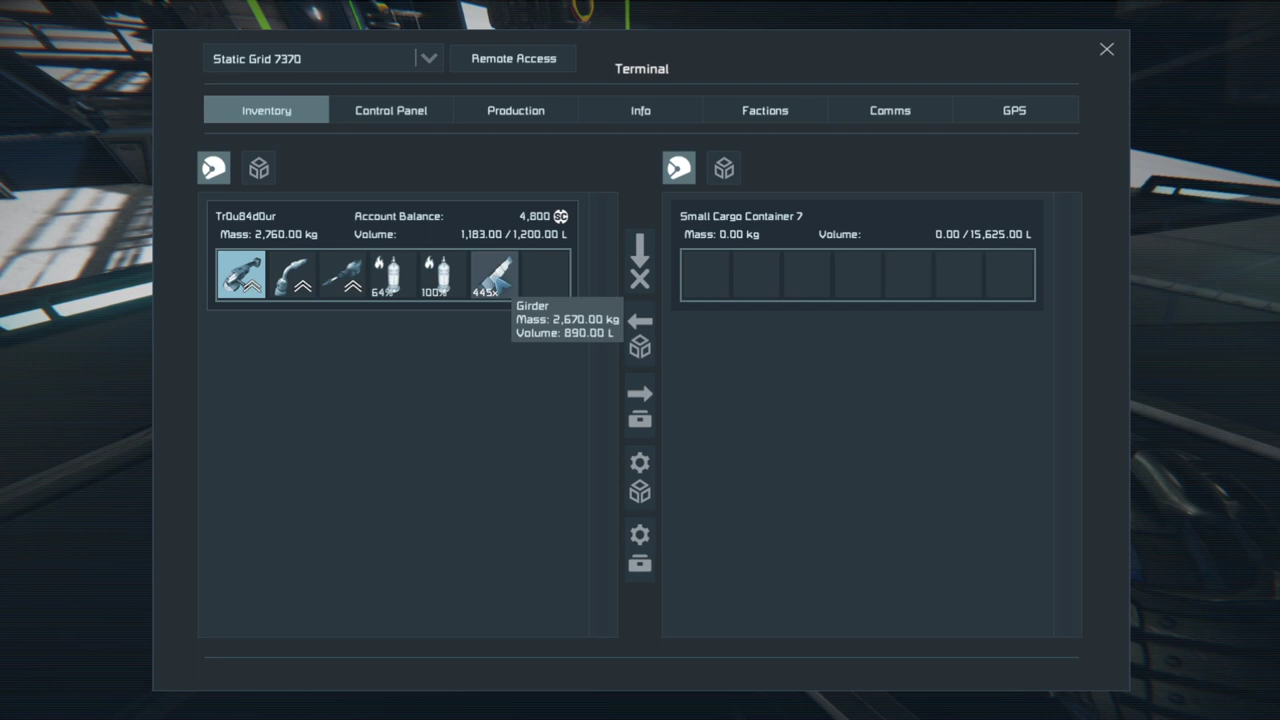 Static Grid 7370
Remote Access
Terminal
Inventory
Control Panel
Production
Info
Factions
Comms
GPS
Tr0u84d0ur
Account Balance:
4,800 SC
Mass: 2,760.00 kg
Volume:
1,183.00 / 1,200.00 L
64%
100%
445x
Girder
Mass: 2,670.00 kg
Volume: 890.00 L
Small Cargo Container 7
Mass: 0.00 kg
Volume:
0.00 / 15,625.00 L